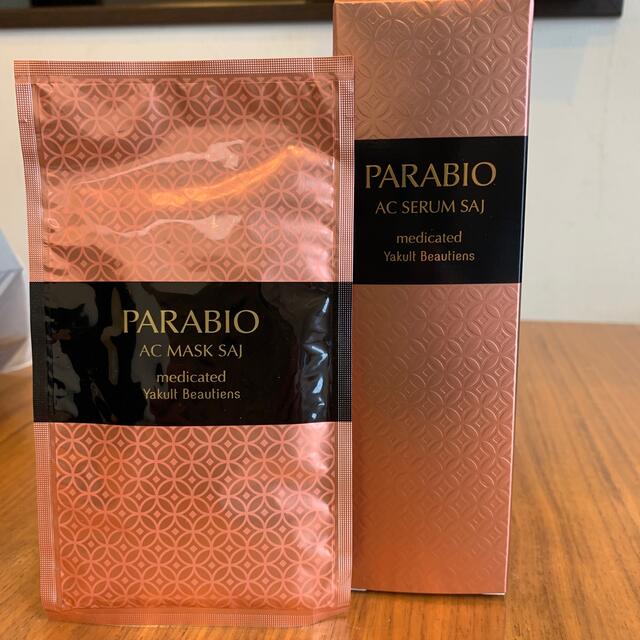 PARABIO
AC MASK SAJ
medicated
Yakult Beautiens
PARABIO
AC SERUM SAJ
medicated
Yakult Beautiens